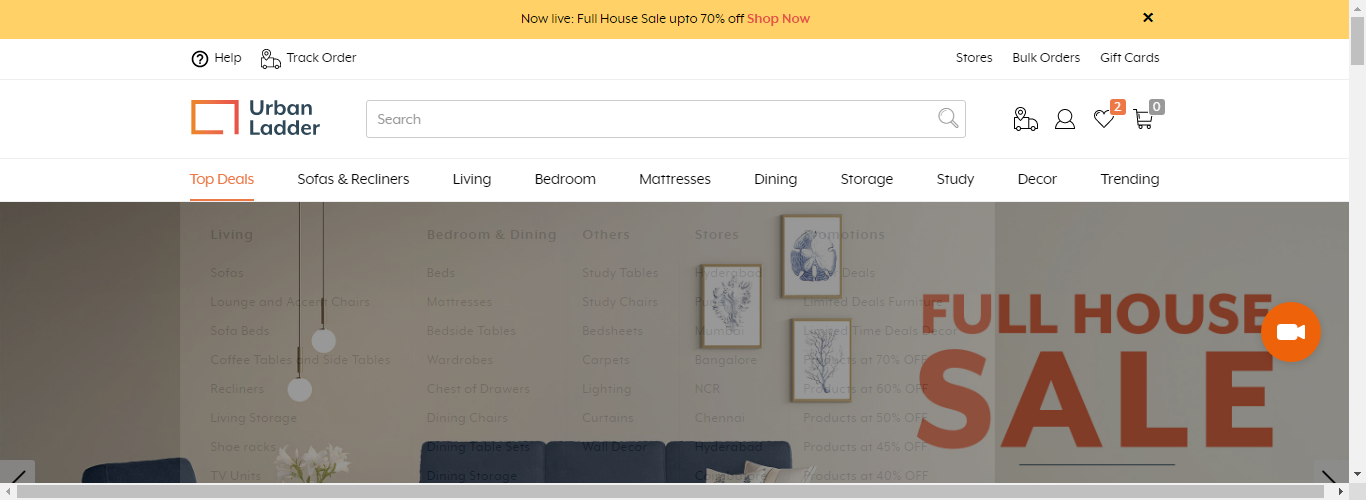 Now live: Full House Sale upto 70% off Shop Now
Help Track Order Stores Bulk Orders Gift Cards
Urban
Ladder
Search
2
0
Top Deals Sofas & Recliners Living Bedroom Mattresses Dining Storage Study Decor Trending
Living
Sofas
Lounge and Accent Chairs
Sofa Beds
Coffee Tables and Side Tables
Recliners
Living Storage
Shoe racks
TV Units
Bedroom & Dining
Beds
Mattresses
Bedside Tables
Wardrobes
Chest of Drawers
Dining Chairs
Dining Table Sets
Dining Storage
Others
Study Tables
Study Chairs
Bedsheets
Carpets
Lighting
Curtains
Wall Decor
Stores
Hyderabad
Mumbai
Bangalore
NCR
Chennai
Hyderabad
Coimbatore
Promotions
Deals
Limited Deals Furniture
Limited Time Deals Decor
Products at 70% OFF
Products at 60% OFF
Products at 50% OFF
Products at 45% OFF
Products at 40% OFF
FULL HOUSE
SALE